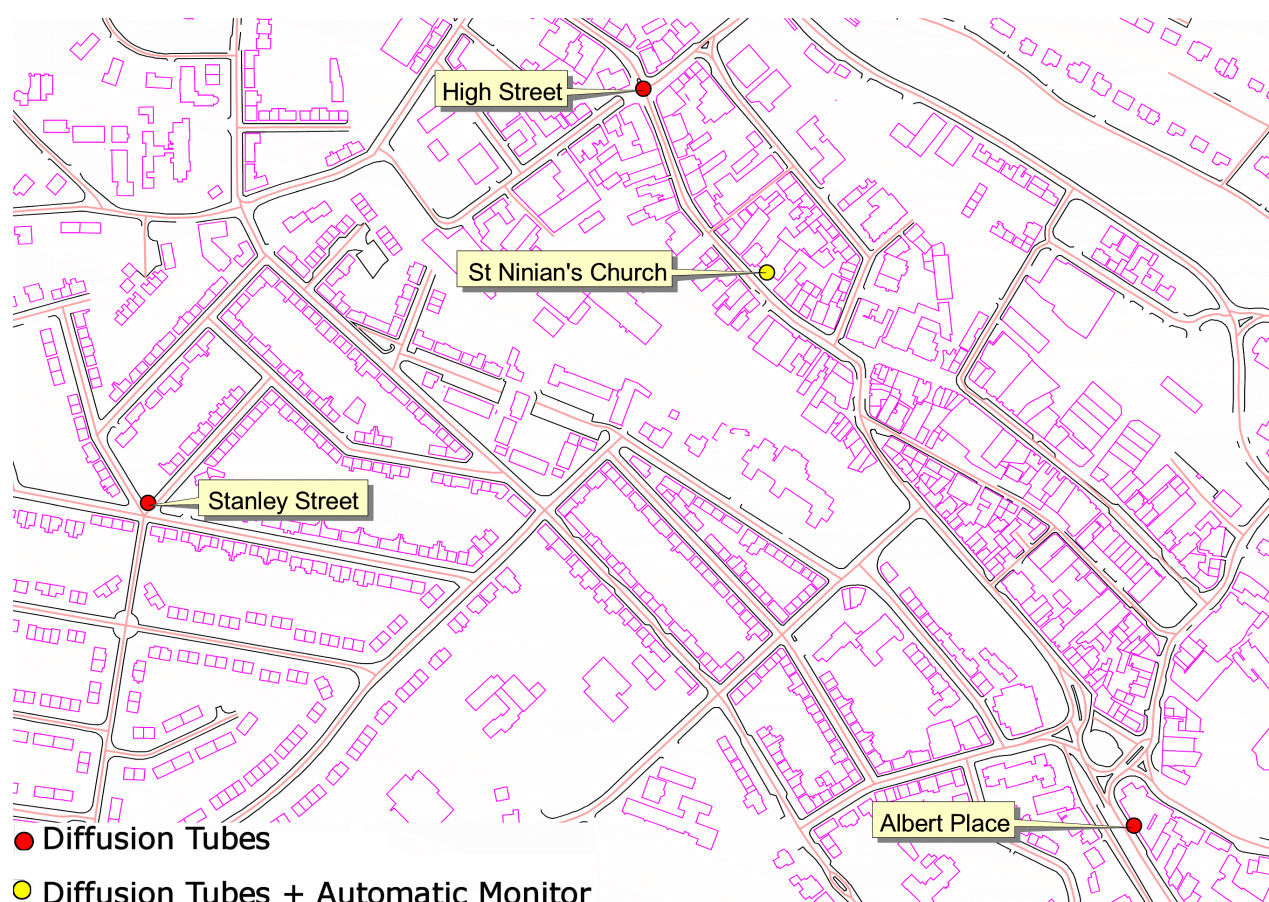 High Street
St Ninian's Church
Stanley Street
Albert Place
Diffusion Tubes
Diffusion Tubes + Automatic Monitor